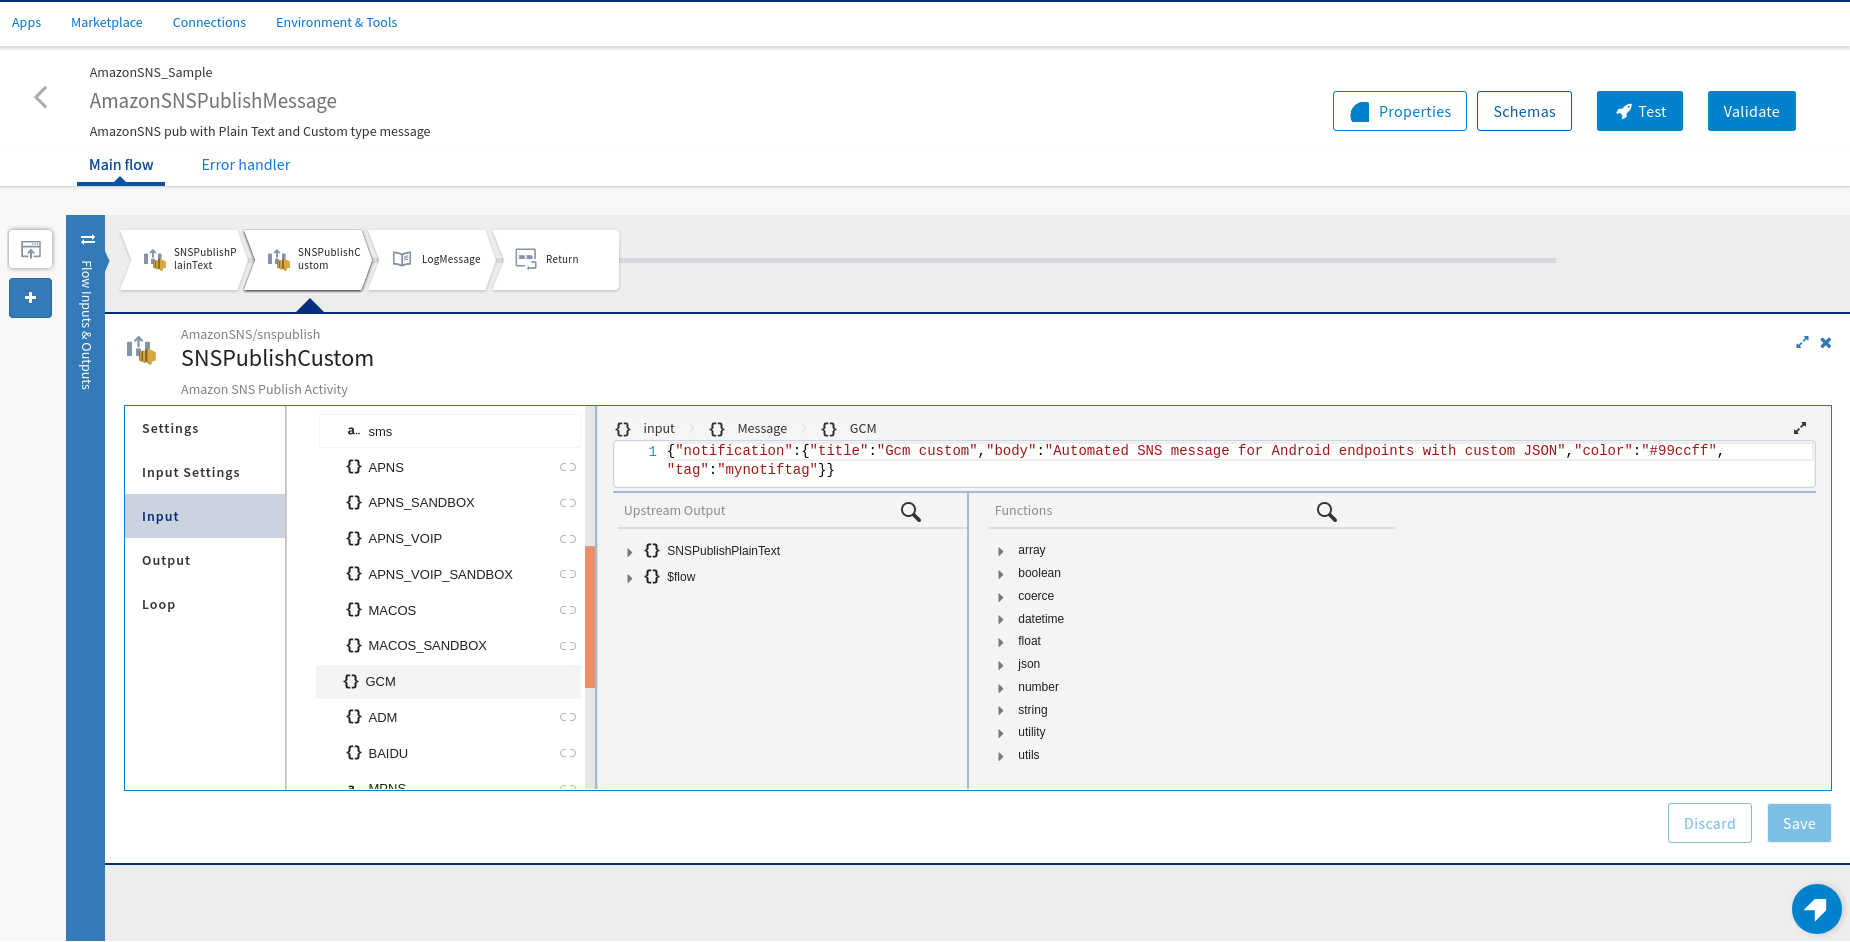 Apps Marketplace Connections Environment & Tools
AmazonSNS_Sample
AmazonSNSPublishMessage
AmazonSNS pub with Plain Text and Custom type message
Properties Schemas Test Validate
Main flow Error handler
Flow Inputs & Outputs
SNSPublishP
lainText
SNSPublishC
ustom
LogMessage
Return
AmazonSNS/snspublish
SNSPublishCustom
Amazon SNS Publish Activity
Settings
Input Settings
Input
Output
Loop
a.. sms
{} APNS
{} APNS_SANDBOX
{} APNS_VOIP
{} APNS_VOIP_SANDBOX
{} MACOS
{} MACOS_SANDBOX
{} GCM
{} ADM
{} BAIDU
a.. MPNS
{} input {} Message {} GCM
1 {"notification":{"title":"Gcm custom","body":"Automated SNS message for Android endpoints with custom JSON","color":"#99ccff",
"tag":"mynotiftag"}}
Upstream Output
{} SNSPublishPlainText
{} $flow
Functions
array
boolean
coerce
datetime
float
json
number
string
utility
utils
Discard Save